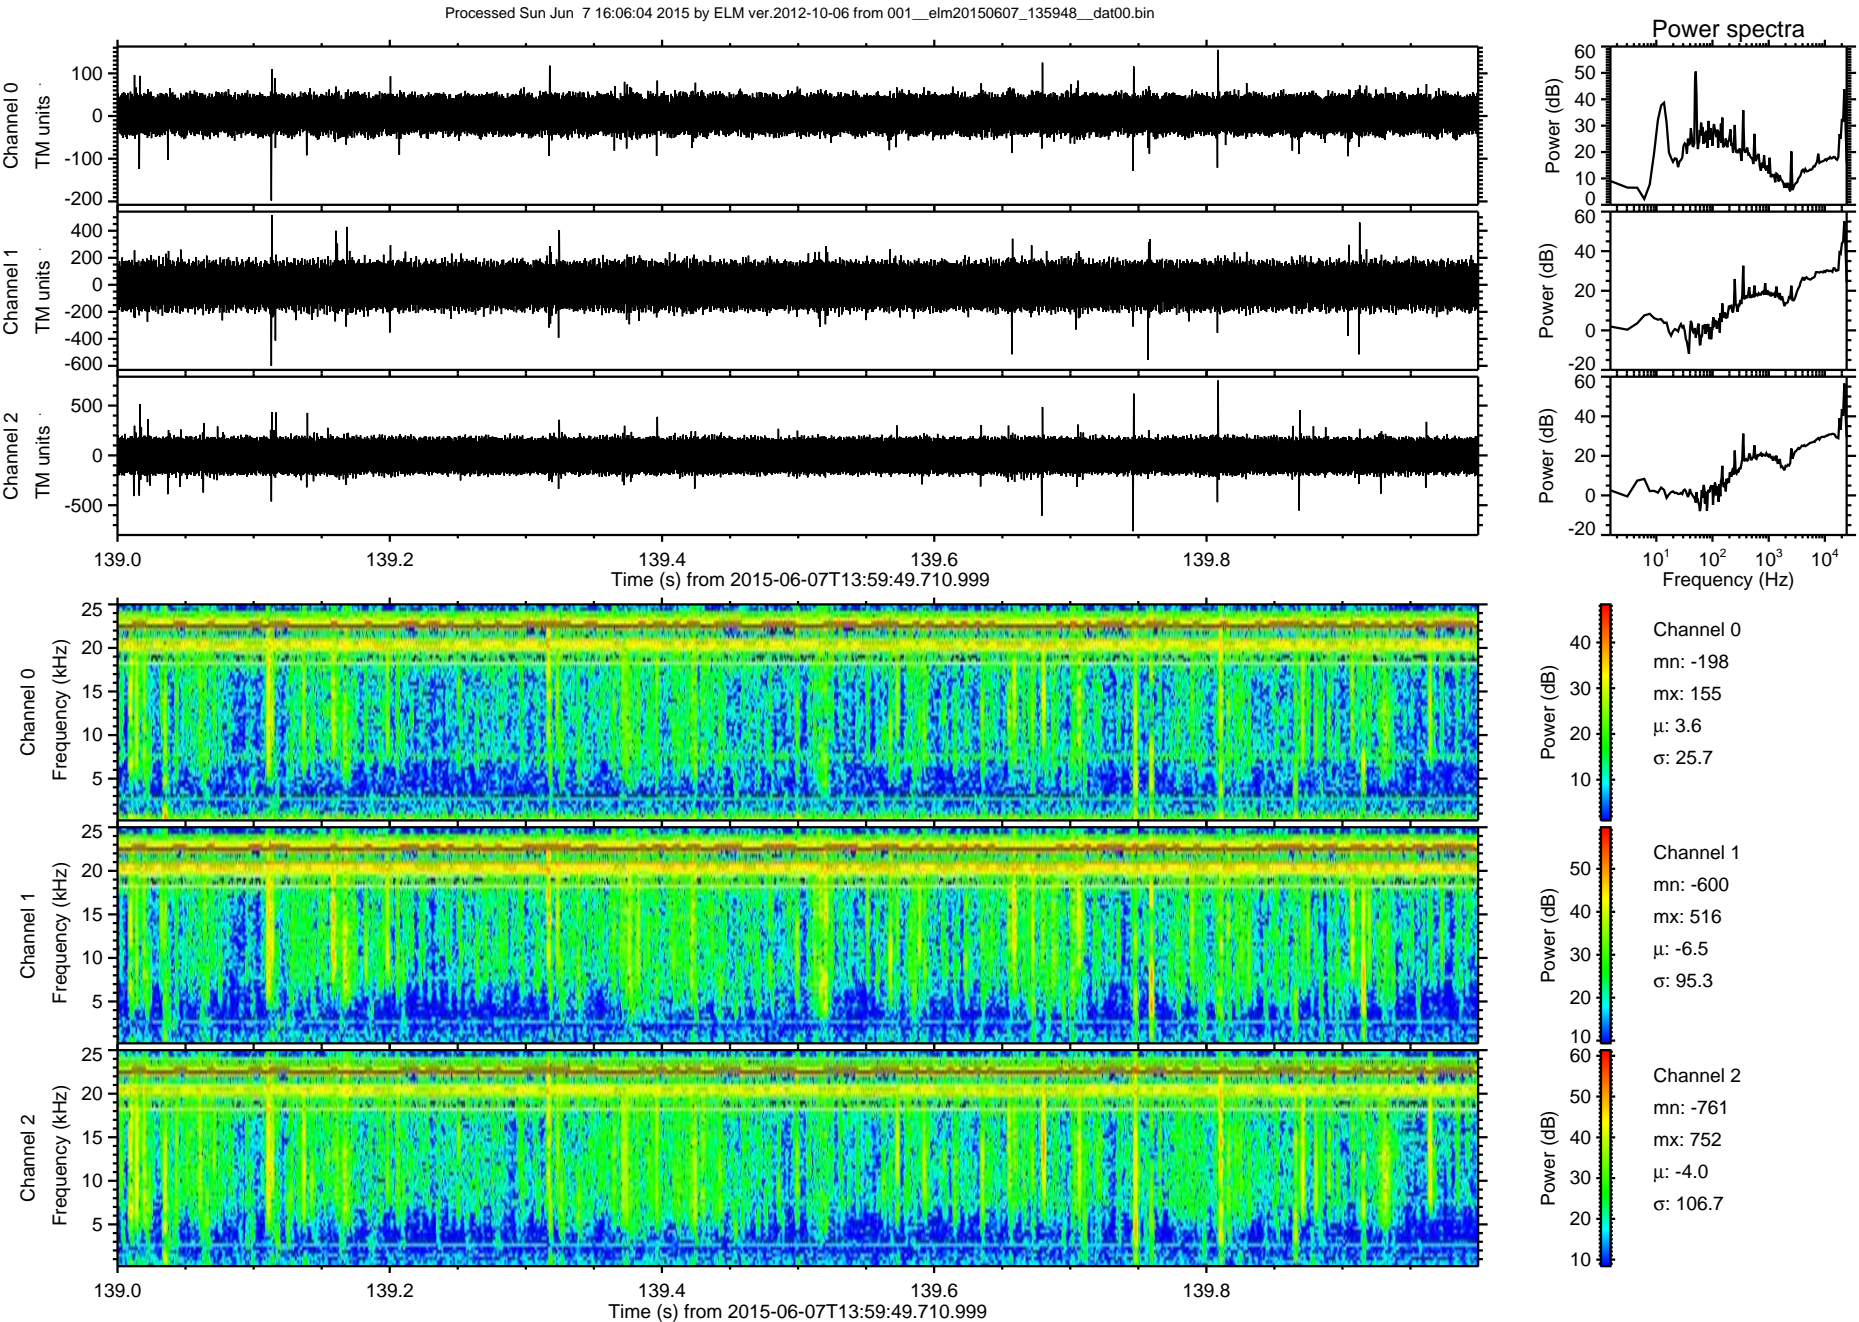 Processed Sun Jun 7 16:06:04 2015 by ELM ver.2012-10-06 from 001__elm20150607_135948__dat00.bin
Power spectra
Channel 0
TM units
100
0
-100
-200
Power (dB)
60
50
40
30
20
10
0
Channel 1
TM units
400
200
0
-200
-400
-600
Power (dB)
60
40
20
0
-20
Channel 2
TM units
500
0
-500
Power (dB)
60
40
20
0
-20
139.0
139.2
139.4
139.6
139.8
Time (s) from 2015-06-07T13:59:49.710.999
10¹
10²
10³
10⁴
Frequency (Hz)
Channel 0
Frequency (kHz)
25
20
15
10
5
Power (dB)
40
30
20
10
Channel 0
mn: -198
mx: 155
μ: 3.6
σ: 25.7
Channel 1
Frequency (kHz)
25
20
15
10
5
Power (dB)
50
40
30
20
10
Channel 1
mn: -600
mx: 516
μ: -6.5
σ: 95.3
Channel 2
Frequency (kHz)
25
20
15
10
5
Power (dB)
60
50
40
30
20
10
Channel 2
mn: -761
mx: 752
μ: -4.0
σ: 106.7
139.0
139.2
139.4
139.6
139.8
Time (s) from 2015-06-07T13:59:49.710.999